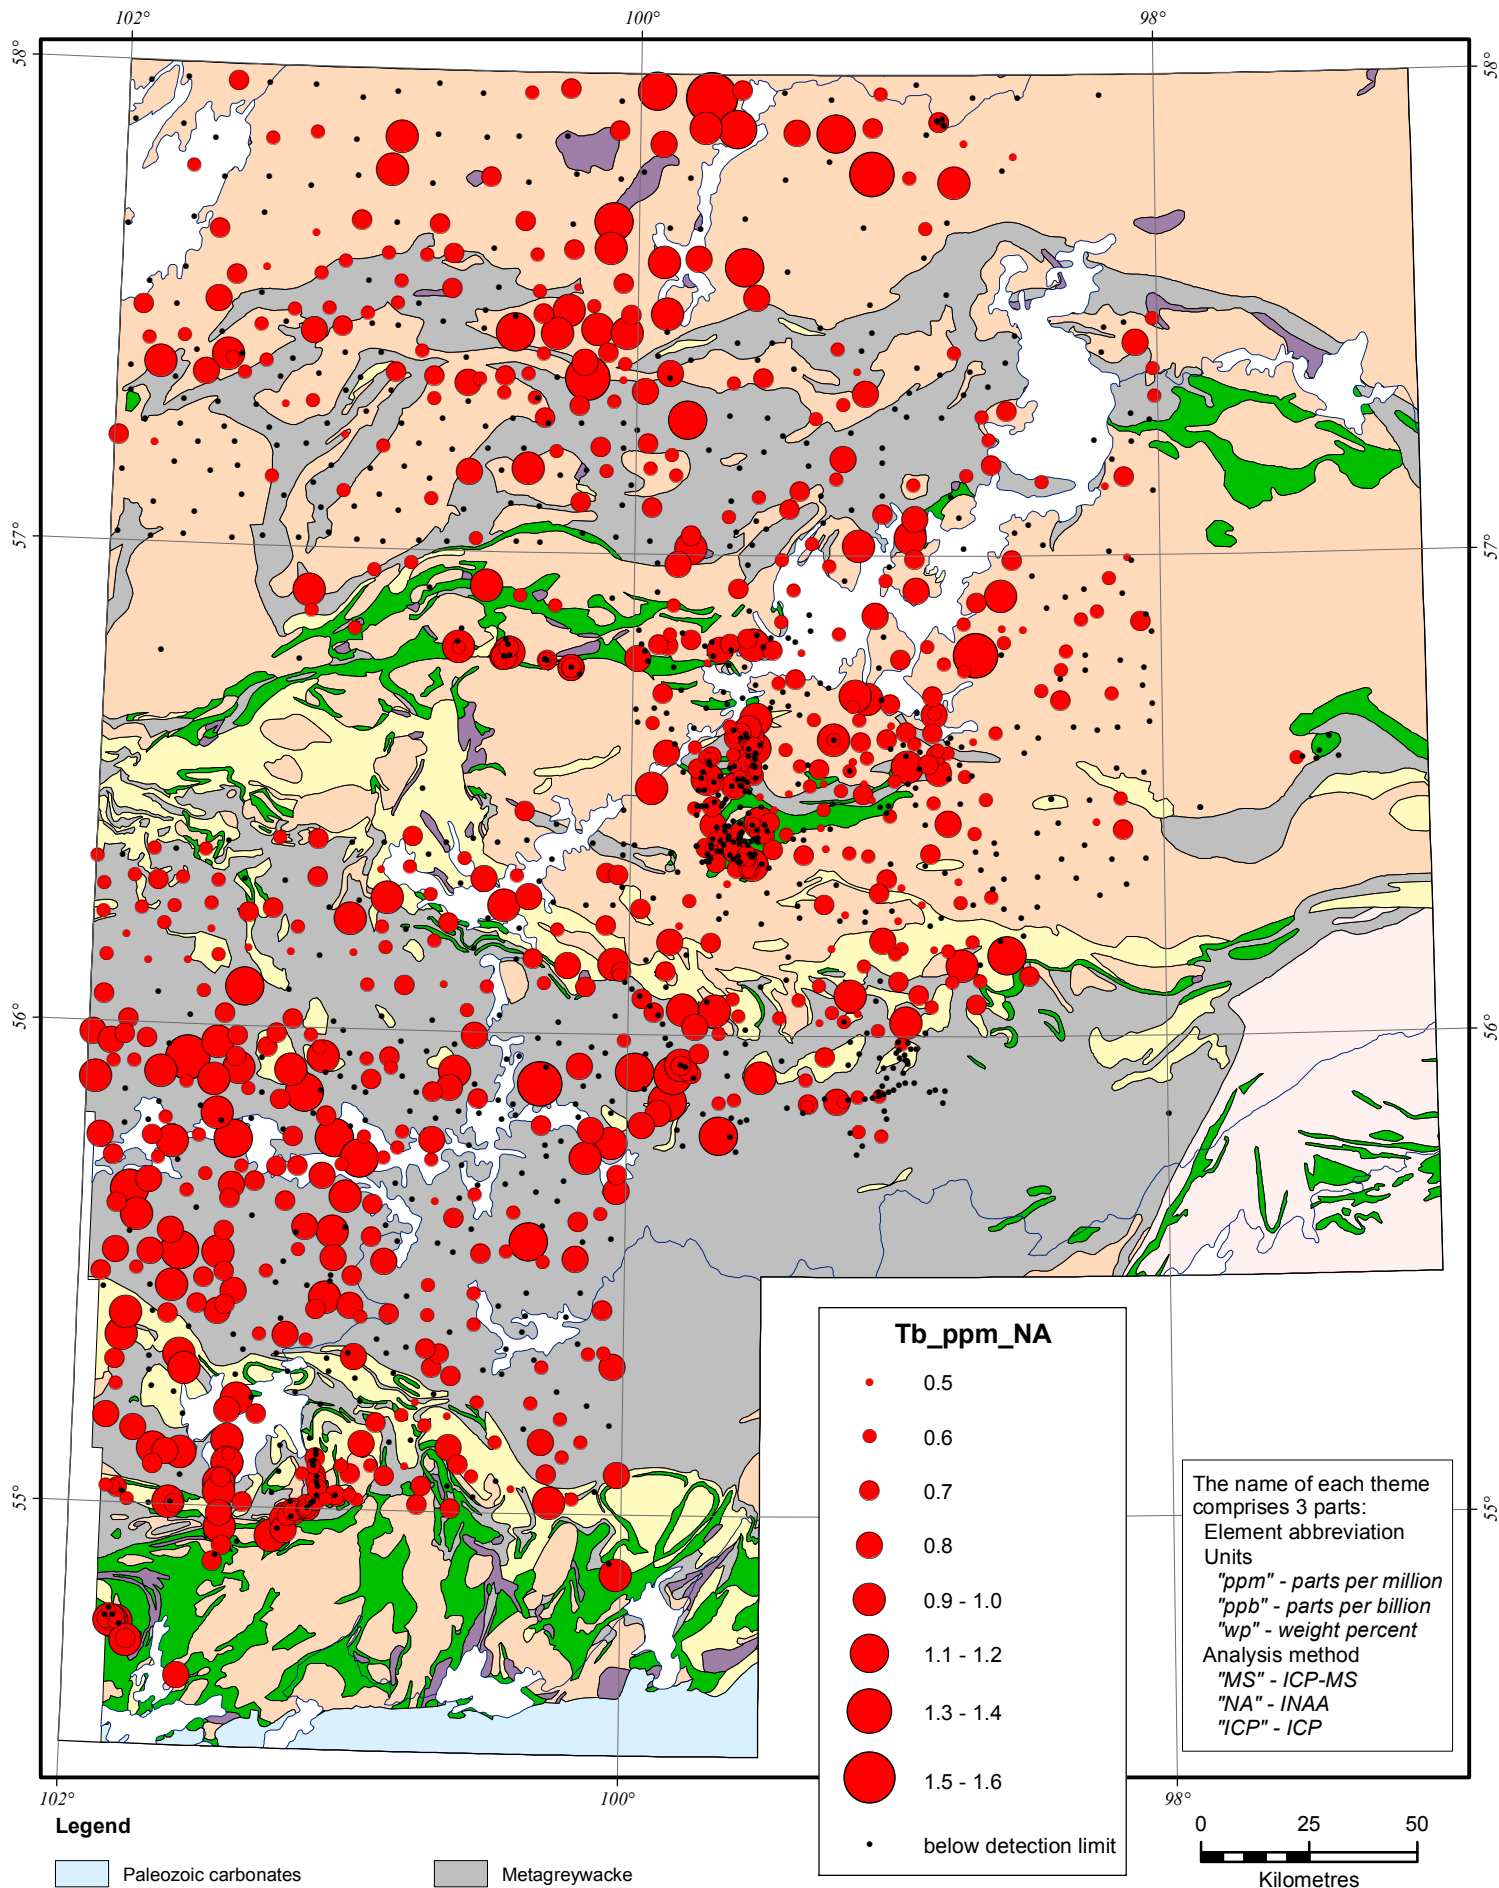 102°
100°
98°
58°
58°
57°
57°
56°
56°
55°
55°
Tb_ppm_NA
0.5
0.6
0.7
0.8
0.9 - 1.0
1.1 - 1.2
1.3 - 1.4
1.5 - 1.6
below detection limit
The name of each theme
comprises 3 parts:
Element abbreviation
Units
"ppm" - parts per million
"ppb" - parts per billion
"wp" - weight percent
Analysis method
"MS" - ICP-MS
"NA" - INAA
"ICP" - ICP
102°
100°
98°
Legend
Paleozoic carbonates
Metagreywacke
0 25 50
Kilometres